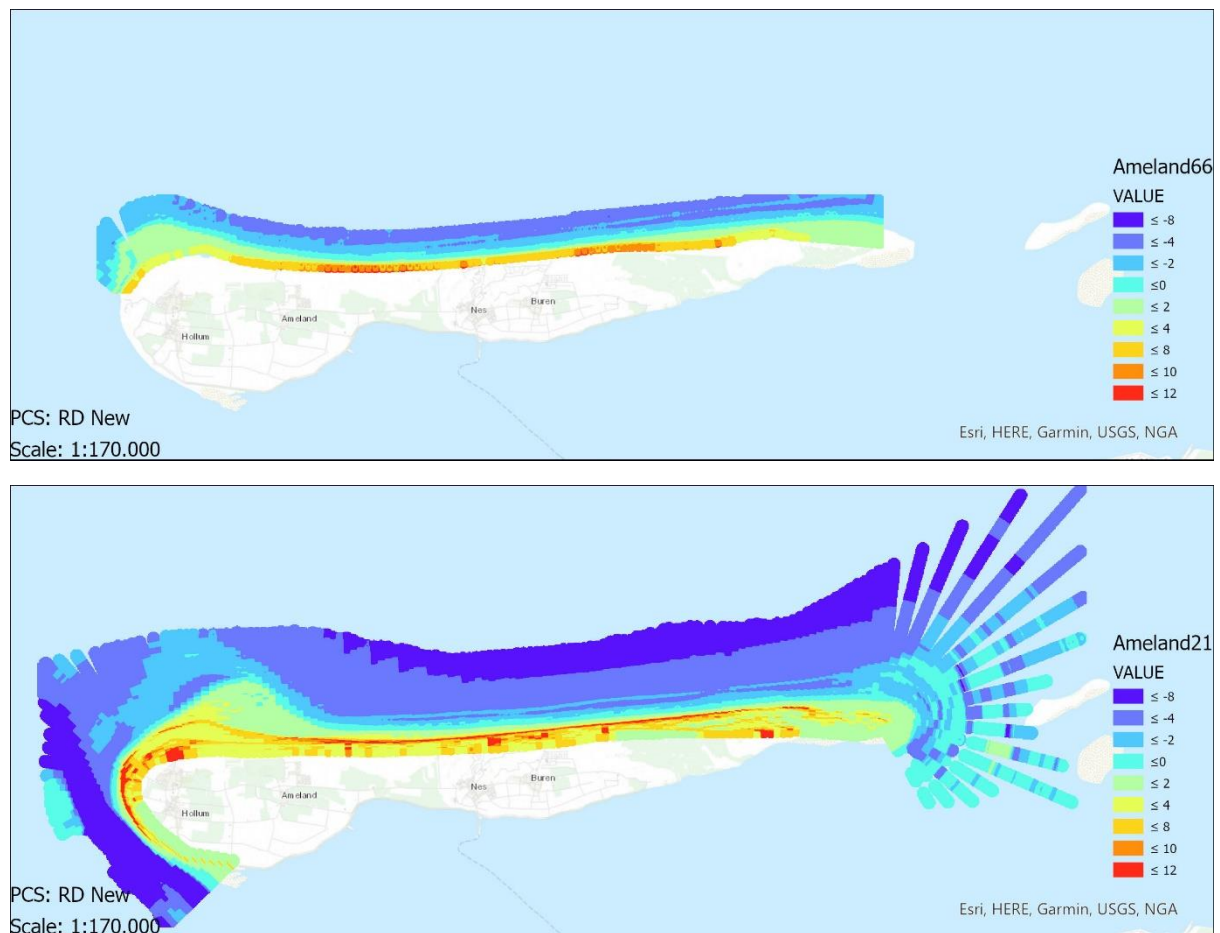 Ameland66
VALUE
≤ -8
≤ -4
≤ -2
≤0
≤ 2
≤ 4
≤ 8
≤ 10
≤ 12
Buren
Nes
Ameland
Hollum
PCS: RD New
Scale: 1:170.000
Esri, HERE, Garmin, USGS, NGA
Ameland21
VALUE
≤ -8
≤ -4
≤ -2
≤0
≤ 2
≤ 4
≤ 8
≤ 10
≤ 12
Buren
Nes
Ameland
Hollum
PCS: RD New
Scale: 1:170.000
Esri, HERE, Garmin, USGS, NGA